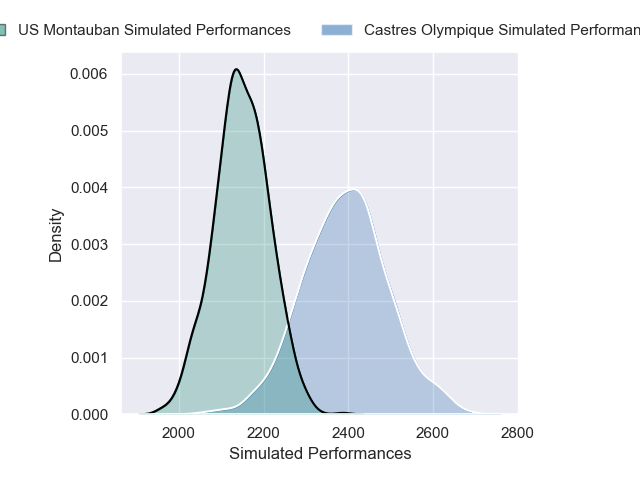 US Montauban Simulated Performances
Castres Olympique Simulated Performan
0.006
0.005
0.004
0.003
0.002
0.001
0.000
Density
2000 2200 2400 2600 2800
Simulated Performances